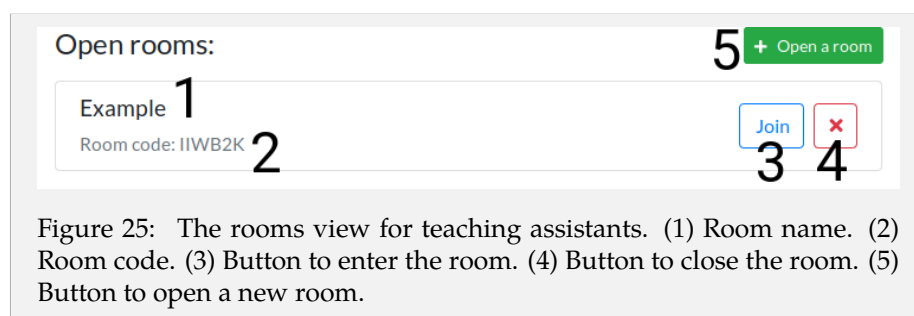 Open rooms:
5 + Open a room
Example 1
Room code: IIWB2K 2
Join
3 4
Figure 25: The rooms view for teaching assistants. (1) Room name. (2)
Room code. (3) Button to enter the room. (4) Button to close the room. (5)
Button to open a new room.